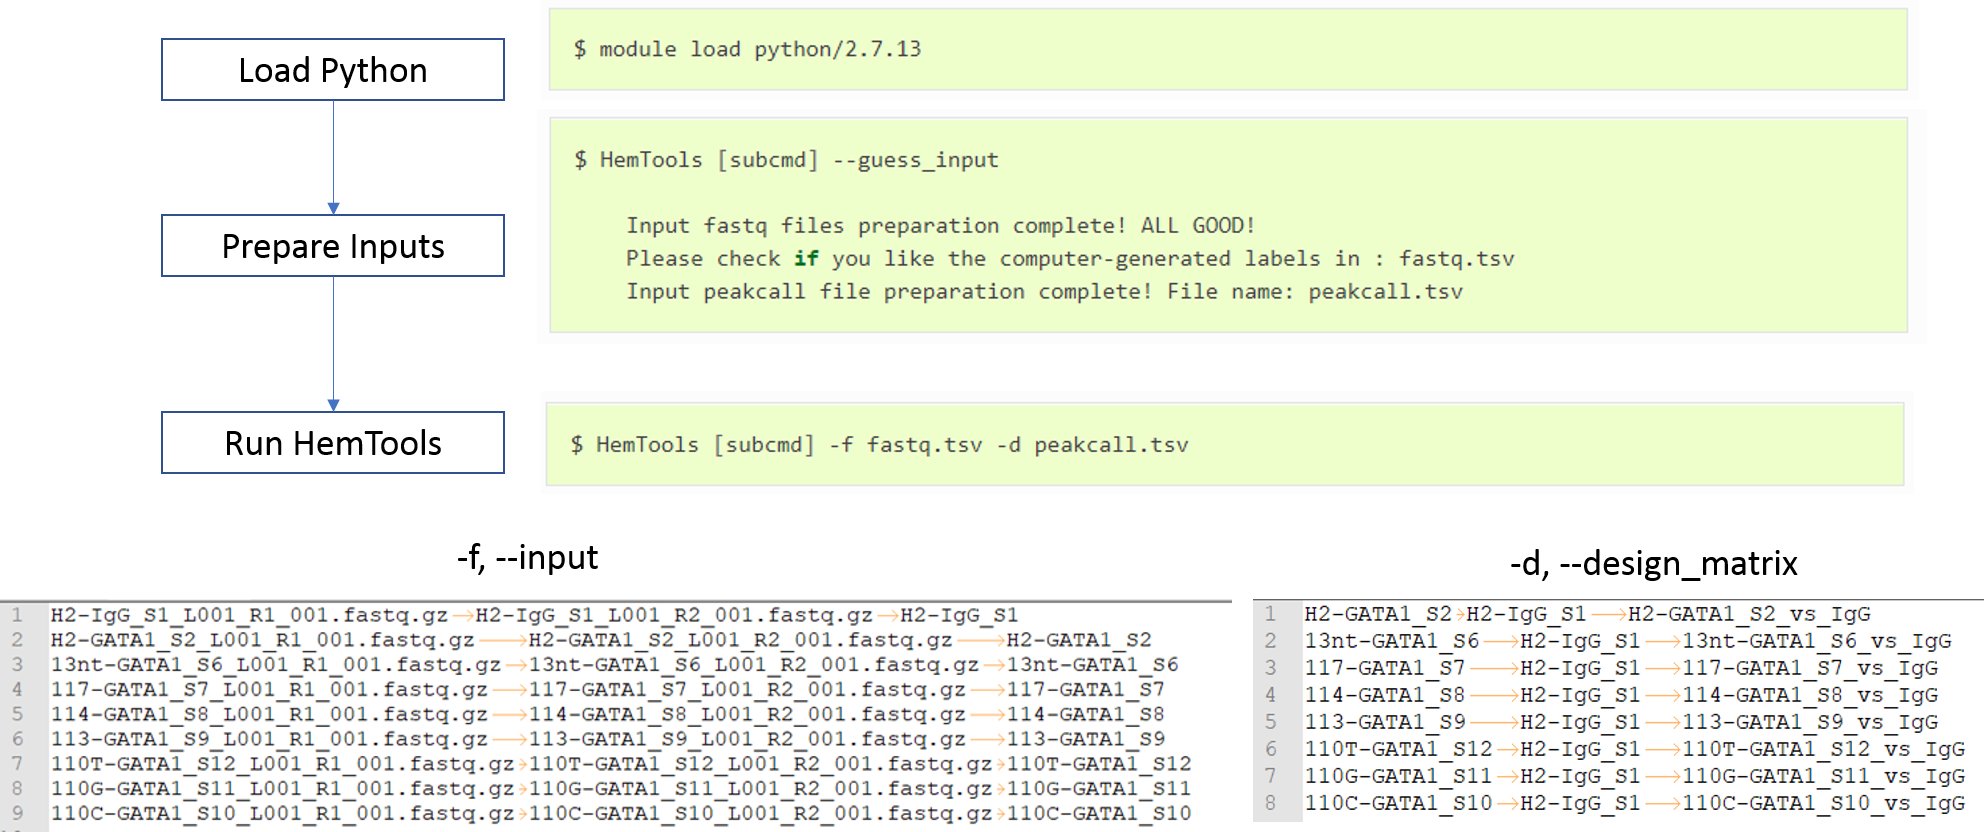 Load Python
$ module load python/2.7.13
Prepare Inputs
$ HemTools [subcmd] --guess_input
Input fastq files preparation complete! ALL GOOD!
Please check if you like the computer-generated labels in : fastq.tsv
Input peakcall file preparation complete! File name: peakcall.tsv
Run HemTools
$ HemTools [subcmd] -f fastq.tsv -d peakcall.tsv
-f, --input
1 H2-IgG_S1_L001_R1_001.fastq.gz→H2-IgG_S1_L001_R2_001.fastq.gz→H2-IgG_S1
2 H2-GATA1_S2_L001_R1_001.fastq.gz→H2-GATA1_S2_L001_R2_001.fastq.gz→H2-GATA1_S2
3 13nt-GATA1_S6_L001_R1_001.fastq.gz→13nt-GATA1_S6_L001_R2_001.fastq.gz→13nt-GATA1_S6
4 117-GATA1_S7_L001_R1_001.fastq.gz→117-GATA1_S7_L001_R2_001.fastq.gz→117-GATA1_S7
5 114-GATA1_S8_L001_R1_001.fastq.gz→114-GATA1_S8_L001_R2_001.fastq.gz→114-GATA1_S8
6 113-GATA1_S9_L001_R1_001.fastq.gz→113-GATA1_S9_L001_R2_001.fastq.gz→113-GATA1_S9
7 110T-GATA1_S12_L001_R1_001.fastq.gz→110T-GATA1_S12_L001_R2_001.fastq.gz→110T-GATA1_S12
8 110G-GATA1_S11_L001_R1_001.fastq.gz→110G-GATA1_S11_L001_R2_001.fastq.gz→110G-GATA1_S11
9 110C-GATA1_S10_L001_R1_001.fastq.gz→110C-GATA1_S10_L001_R2_001.fastq.gz→110C-GATA1_S10
-d, --design_matrix
1 H2-GATA1_S2→H2-IgG_S1→H2-GATA1_S2_vs_IgG
2 13nt-GATA1_S6→H2-IgG_S1→13nt-GATA1_S6_vs_IgG
3 117-GATA1_S7→H2-IgG_S1→117-GATA1_S7_vs_IgG
4 114-GATA1_S8→H2-IgG_S1→114-GATA1_S8_vs_IgG
5 113-GATA1_S9→H2-IgG_S1→113-GATA1_S9_vs_IgG
6 110T-GATA1_S12→H2-IgG_S1→110T-GATA1_S12_vs_IgG
7 110G-GATA1_S11→H2-IgG_S1→110G-GATA1_S11_vs_IgG
8 110C-GATA1_S10→H2-IgG_S1→110C-GATA1_S10_vs_IgG